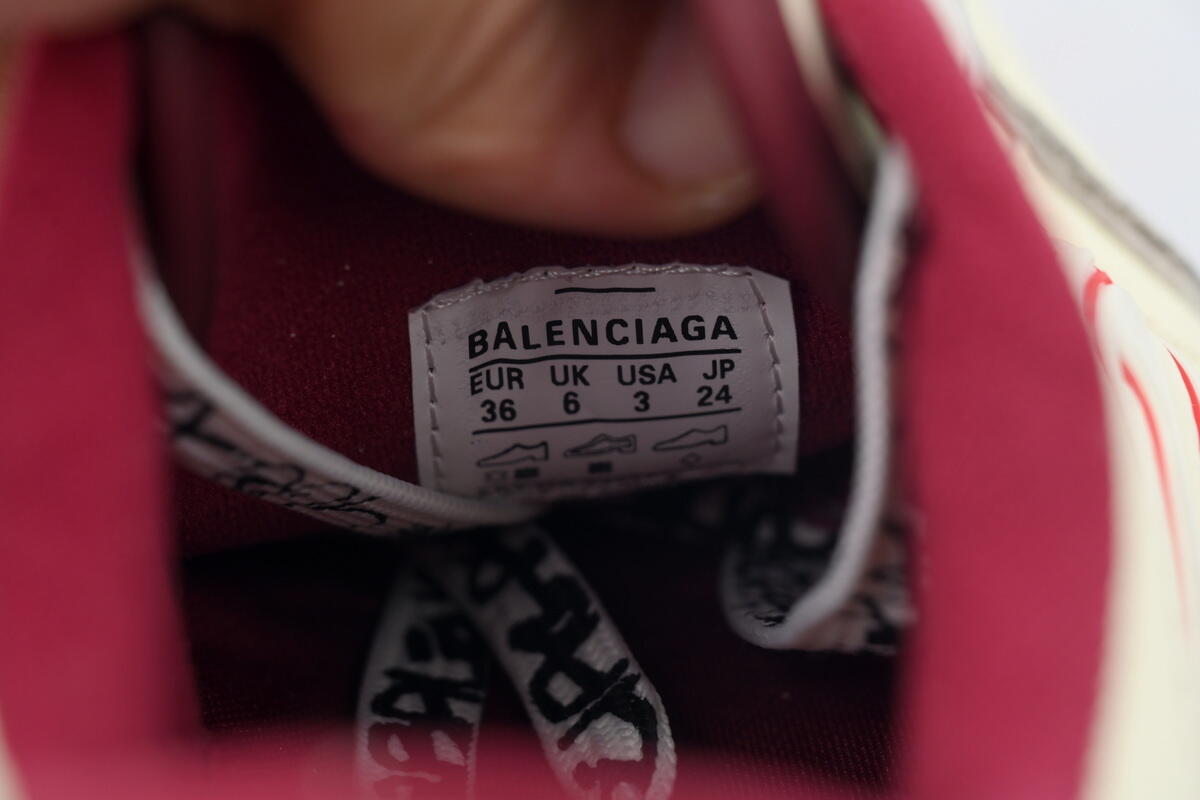 BALENCIAGA
EUR UK USA JP
36 6 3 24